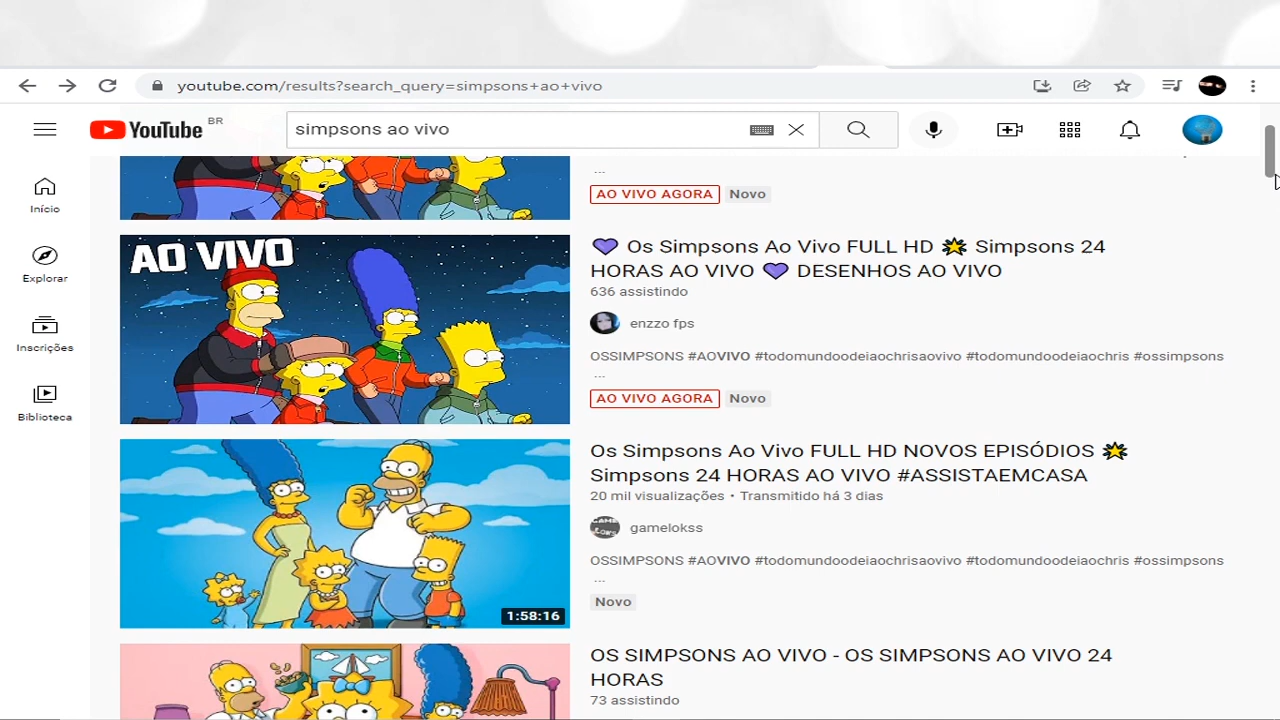 youtube.com/results?search_query=simpsons+ao+vivo
YouTube BR
simpsons ao vivo
Início
Explorar
Inscrições
Biblioteca
...
AO VIVO AGORA Novo
AO VIVO
💜 Os Simpsons Ao Vivo FULL HD 🌟 Simpsons 24
HORAS AO VIVO 💜 DESENHOS AO VIVO
636 assistindo
enzzo fps
OSSIMPSONS #AOVIVO #todomundoodeiaochrisaovivo #todomundoodeiaochris #ossimpsons
...
AO VIVO AGORA Novo
1:58:16
Os Simpsons Ao Vivo FULL HD NOVOS EPISÓDIOS 🌟
Simpsons 24 HORAS AO VIVO #ASSISTAEMCASA
20 mil visualizações • Transmitido há 3 dias
gamelokss
OSSIMPSONS #AOVIVO #todomundoodeiaochrisaovivo #todomundoodeiaochris #ossimpsons
...
Novo
OS SIMPSONS AO VIVO - OS SIMPSONS AO VIVO 24
HORAS
73 assistindo